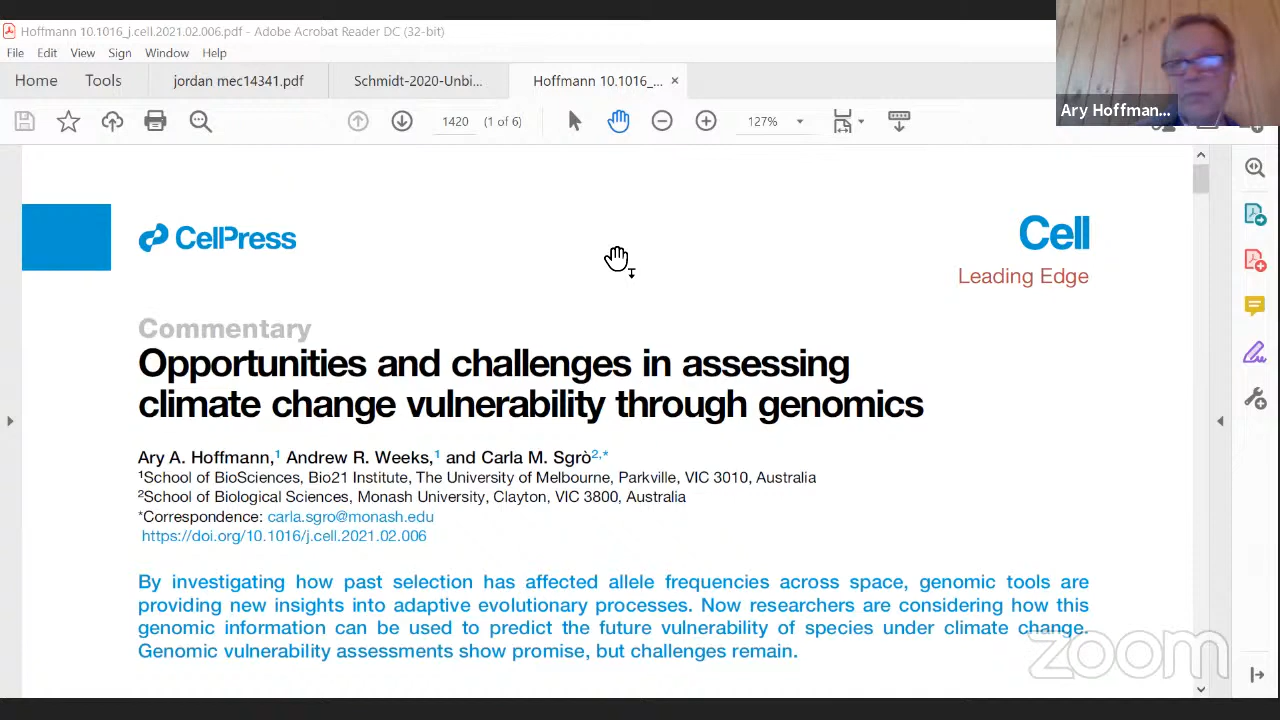 Hoffmann 10.1016_j.cell.2021.02.006.pdf - Adobe Acrobat Reader DC (32-bit)
File Edit View Sign Window Help
Home Tools jordan mec14341.pdf Schmidt-2020-Unbi... Hoffmann 10.1016_... ×
Ary Hoffman...
1420 (1 of 6) 127%
CellPress
Cell
Leading Edge
Commentary
Opportunities and challenges in assessing
climate change vulnerability through genomics
Ary A. Hoffmann,1 Andrew R. Weeks,1 and Carla M. Sgrò2,*
1School of BioSciences, Bio21 Institute, The University of Melbourne, Parkville, VIC 3010, Australia
2School of Biological Sciences, Monash University, Clayton, VIC 3800, Australia
*Correspondence: carla.sgro@monash.edu
https://doi.org/10.1016/j.cell.2021.02.006
By investigating how past selection has affected allele frequencies across space, genomic tools are
providing new insights into adaptive evolutionary processes. Now researchers are considering how this
genomic information can be used to predict the future vulnerability of species under climate change.
Genomic vulnerability assessments show promise, but challenges remain.
zoom